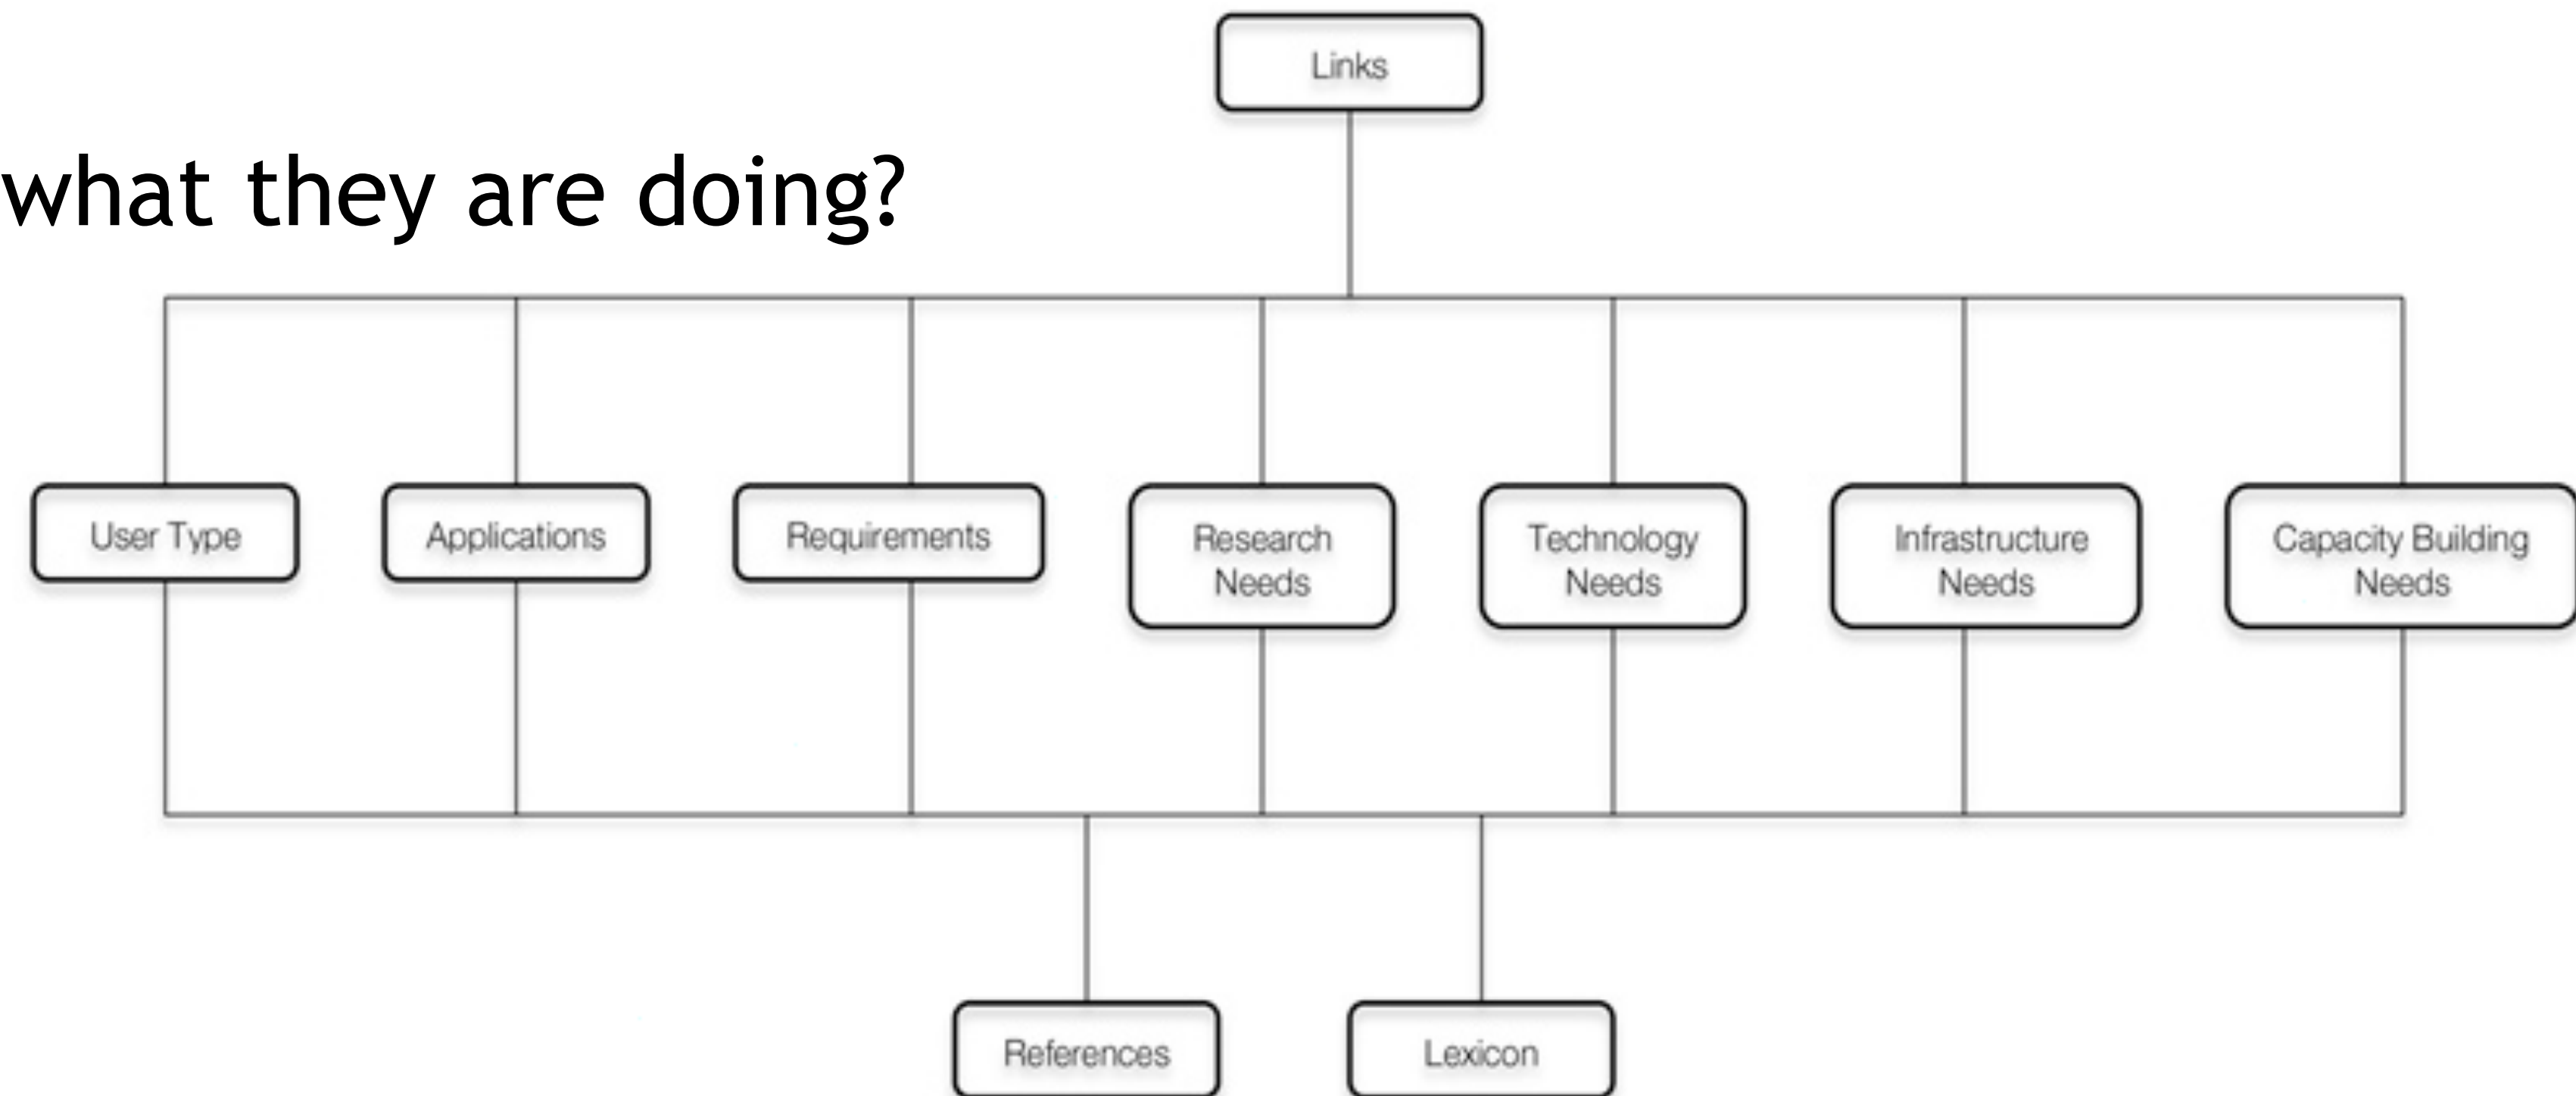 Links
what they are doing?
User Type
Applications
Requirements
Research
Needs
Technology
Needs
Infrastructure
Needs
Capacity Building
Needs
References
Lexicon